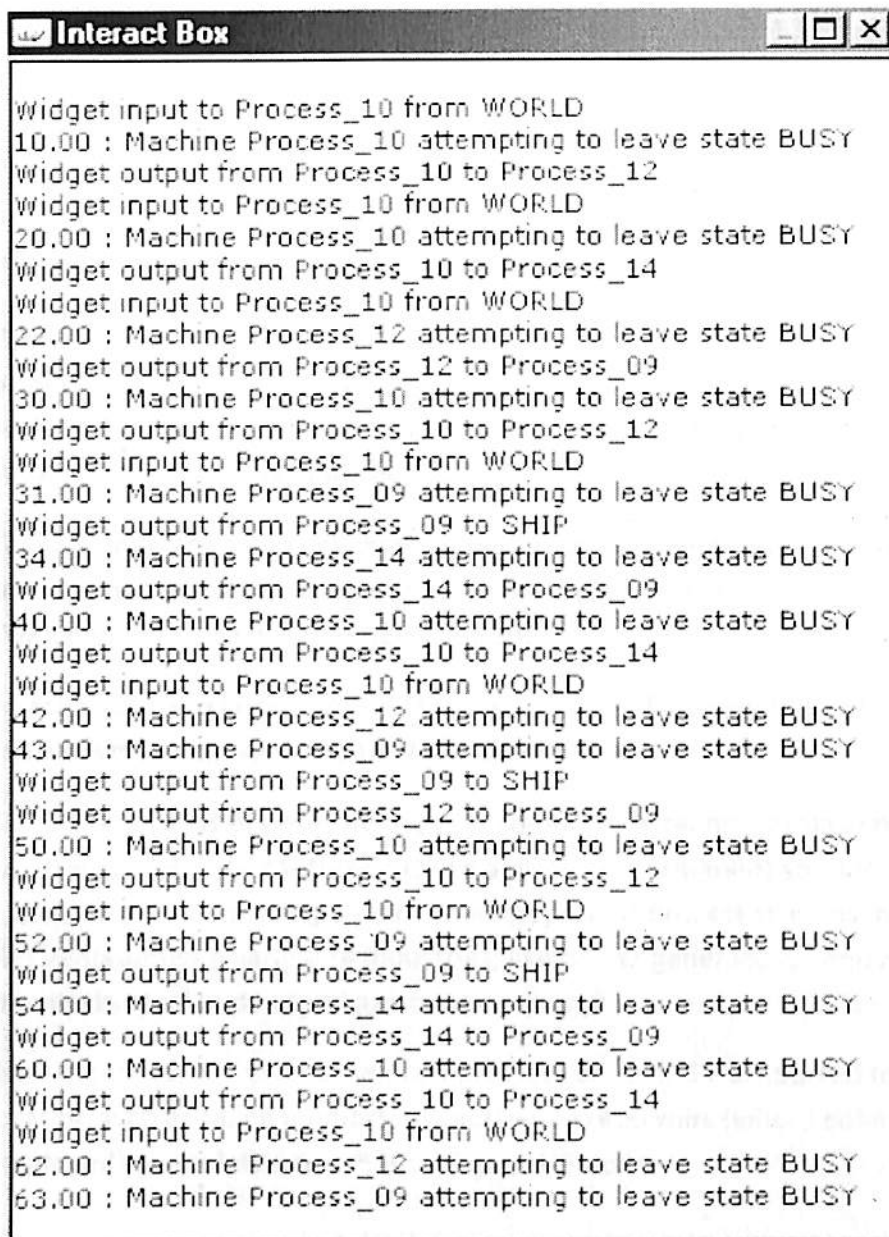 Interact Box
Widget input to Process_10 from WORLD
10.00 : Machine Process_10 attempting to leave state BUSY
Widget output from Process_10 to Process_12
Widget input to Process_10 from WORLD
20.00 : Machine Process_10 attempting to leave state BUSY
Widget output from Process_10 to Process_14
Widget input to Process_10 from WORLD
22.00 : Machine Process_12 attempting to leave state BUSY
Widget output from Process_12 to Process_09
30.00 : Machine Process_10 attempting to leave state BUSY
Widget output from Process_10 to Process_12
Widget input to Process_10 from WORLD
31.00 : Machine Process_09 attempting to leave state BUSY
Widget output from Process_09 to SHIP
34.00 : Machine Process_14 attempting to leave state BUSY
Widget output from Process_14 to Process_09
40.00 : Machine Process_10 attempting to leave state BUSY
Widget output from Process_10 to Process_14
Widget input to Process_10 from WORLD
42.00 : Machine Process_12 attempting to leave state BUSY
43.00 : Machine Process_09 attempting to leave state BUSY
Widget output from Process_09 to SHIP
Widget output from Process_12 to Process_09
50.00 : Machine Process_10 attempting to leave state BUSY
Widget output from Process_10 to Process_12
Widget input to Process_10 from WORLD
52.00 : Machine Process_09 attempting to leave state BUSY
Widget output from Process_09 to SHIP
54.00 : Machine Process_14 attempting to leave state BUSY
Widget output from Process_14 to Process_09
60.00 : Machine Process_10 attempting to leave state BUSY
Widget output from Process_10 to Process_14
Widget input to Process_10 from WORLD
62.00 : Machine Process_12 attempting to leave state BUSY
63.00 : Machine Process_09 attempting to leave state BUSY